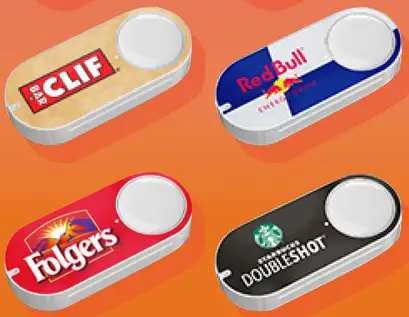 CLIF
BAR
Red Bull
ENERGY DRINK
Folgers
STARBUCKS
DOUBLESHOT